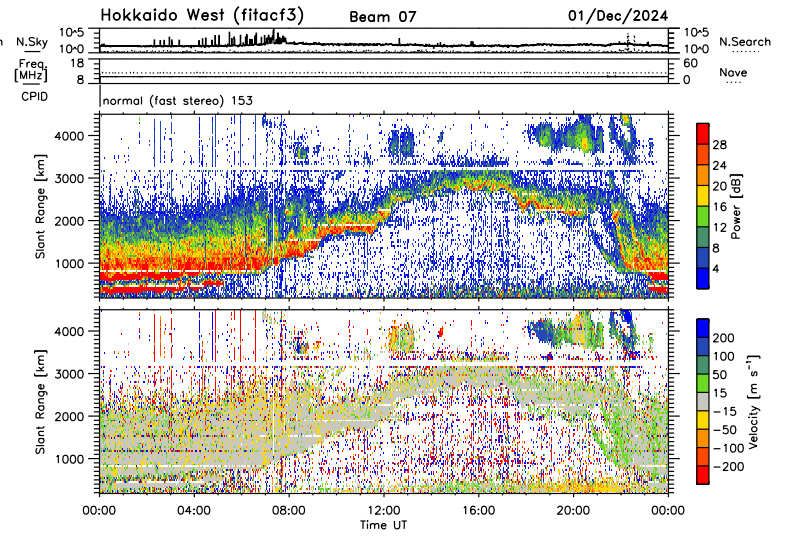 Hokkaido West (fitacf3) Beam 07 01/Dec/2024
N.Sky 10^5 10^0 10^5 10^0 N.Search
Freq. [MHz] 18 8 60 0 Nave
CPID normal (fast stereo) 153
Slant Range [km] 4000 3000 2000 1000
Power [dB] 28 24 20 16 12 8 4
Slant Range [km] 4000 3000 2000 1000
Velocity [m s⁻¹] 200 100 50 15 −15 −50 −100 −200
00:00 04:00 08:00 12:00 16:00 20:00 00:00
Time UT